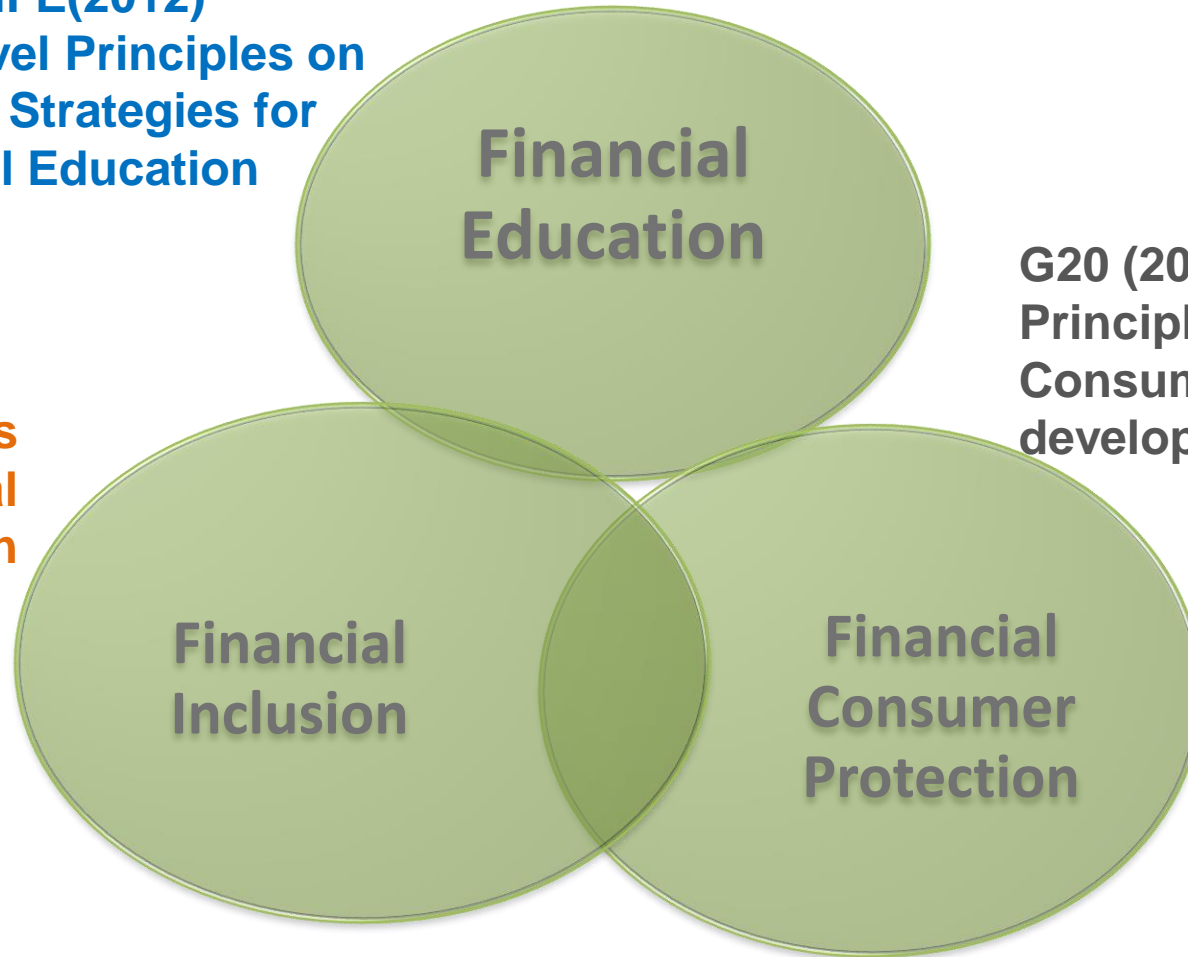 E(2012)
vel Principles on
Strategies for
l Education
Financial
Education
G20 (20
Principl
Consum
develop
s
al
n
Financial
Inclusion
Financial
Consumer
Protection